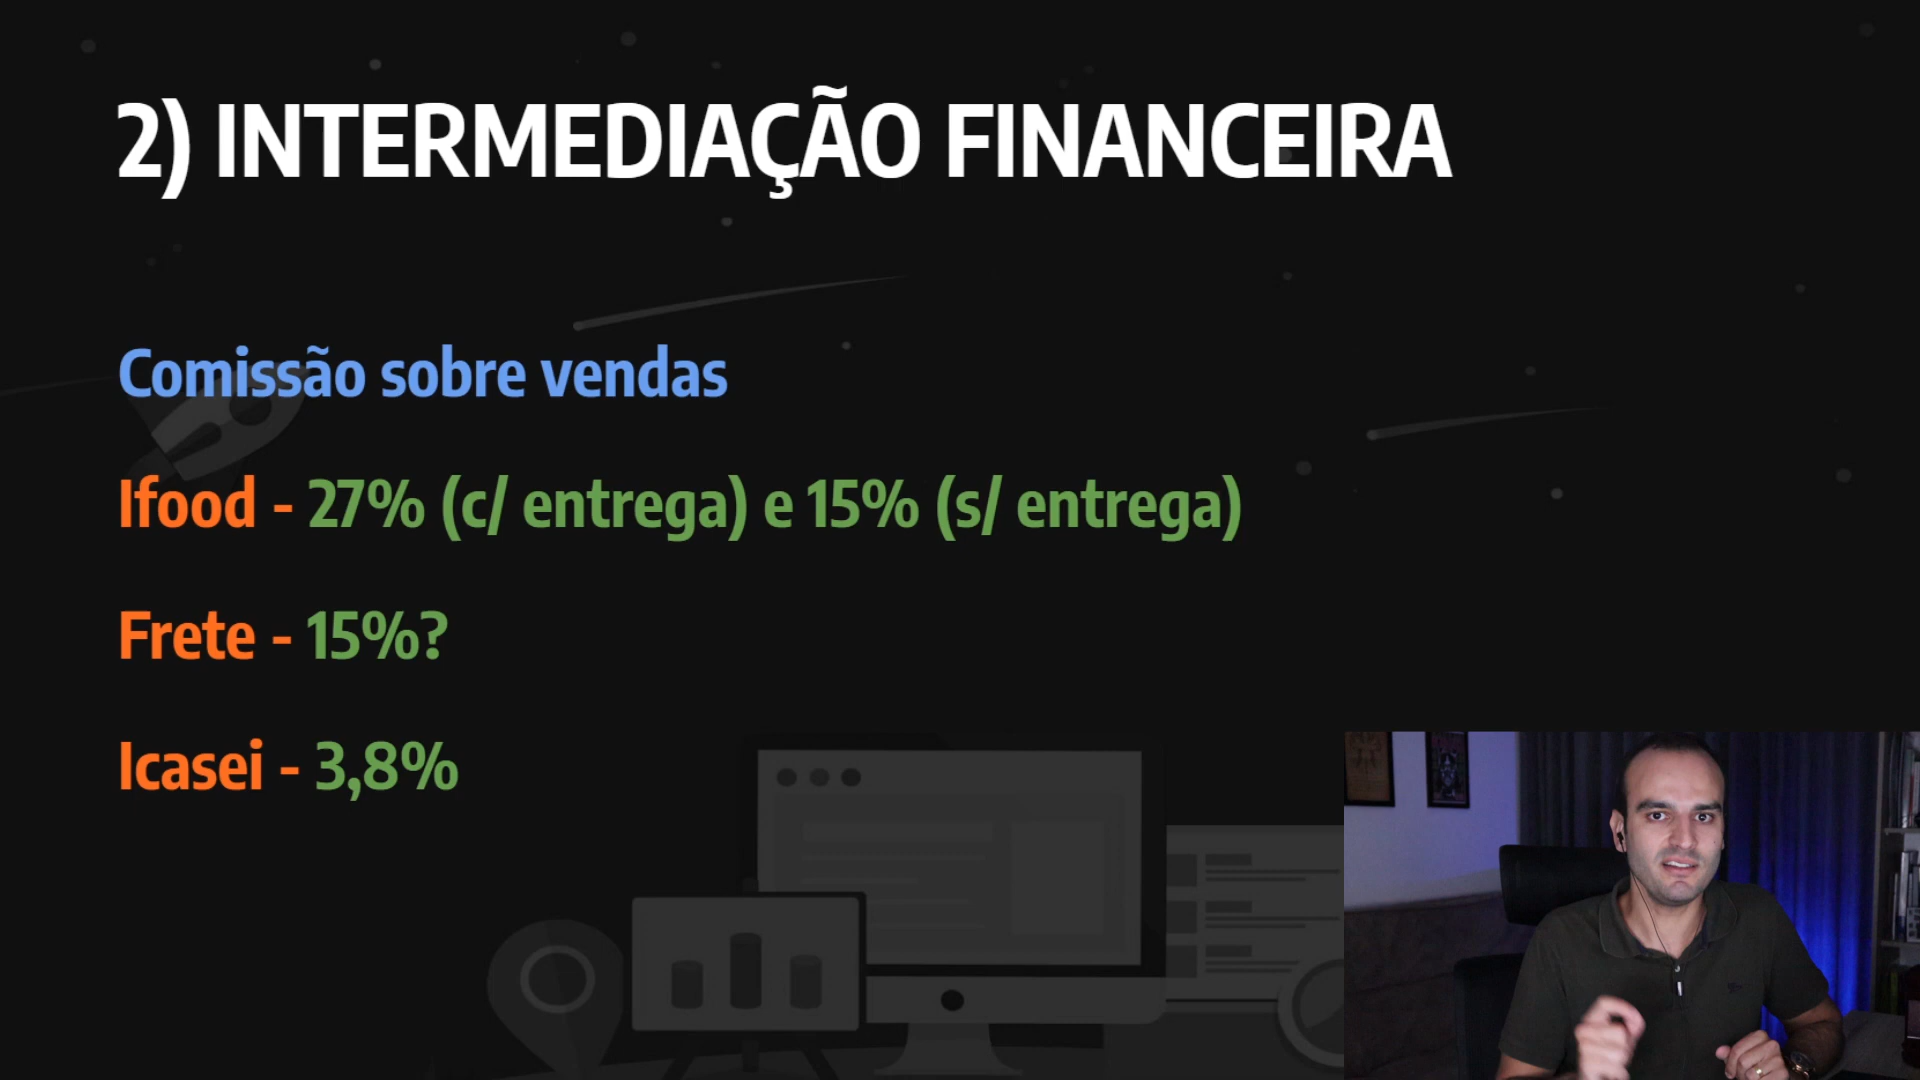 2) INTERMEDIAÇÃO FINANCEIRA
Comissão sobre vendas
Ifood - 27% (c/ entrega) e 15% (s/ entrega)
Frete - 15%?
Icasei - 3,8%